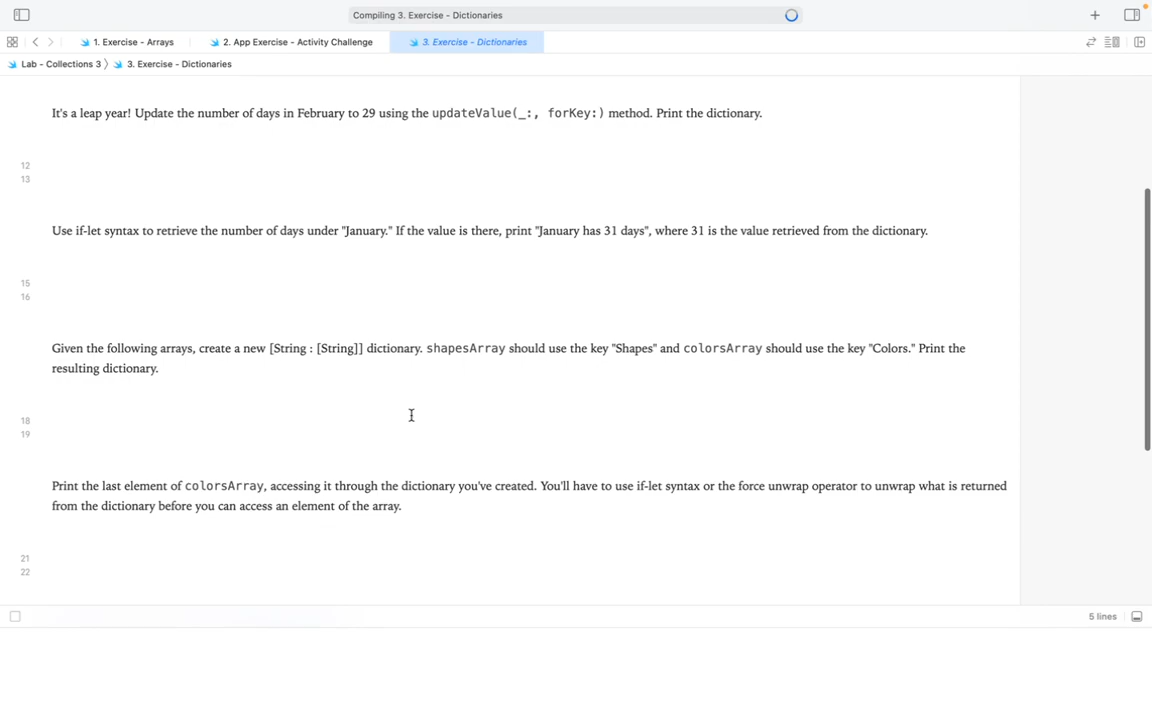 Compiling 3. Exercise - Dictionaries
1. Exercise - Arrays
2. App Exercise - Activity Challenge
3. Exercise - Dictionaries
Lab - Collections 3 〉 3. Exercise - Dictionaries
It's a leap year! Update the number of days in February to 29 using the updateValue(_:, forKey:) method. Print the dictionary.
12
13
Use if-let syntax to retrieve the number of days under "January." If the value is there, print "January has 31 days", where 31 is the value retrieved from the dictionary.
15
16
Given the following arrays, create a new [String : [String]] dictionary. shapesArray should use the key "Shapes" and colorsArray should use the key "Colors." Print the
resulting dictionary.
18
19
Print the last element of colorsArray, accessing it through the dictionary you've created. You'll have to use if-let syntax or the force unwrap operator to unwrap what is returned
from the dictionary before you can access an element of the array.
21
22
5 lines